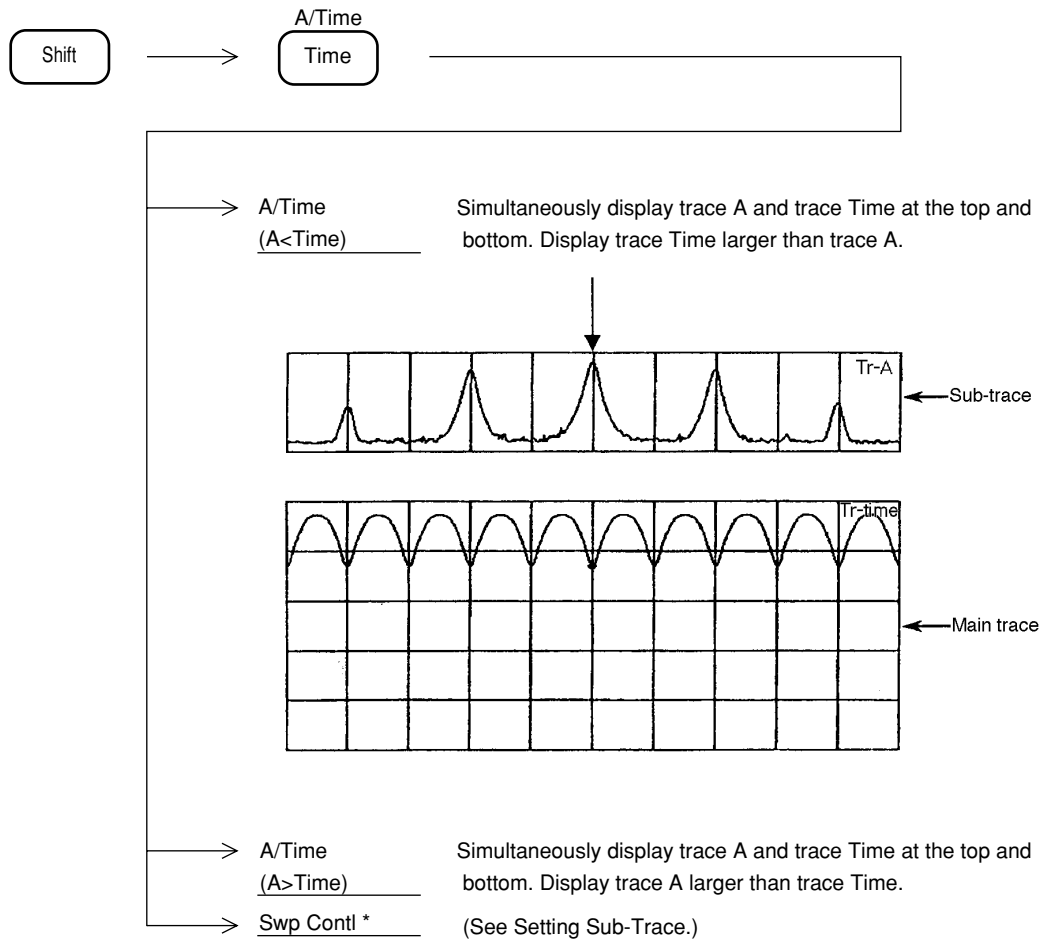 A/Time
Shift
Time
A/Time
(A<Time)
Simultaneously display trace A and trace Time at the top and
bottom. Display trace Time larger than trace A.
Tr-A
Sub-trace
Tr-time
Main trace
A/Time
(A>Time)
Simultaneously display trace A and trace Time at the top and
bottom. Display trace A larger than trace Time.
Swp Contl *
(See Setting Sub-Trace.)